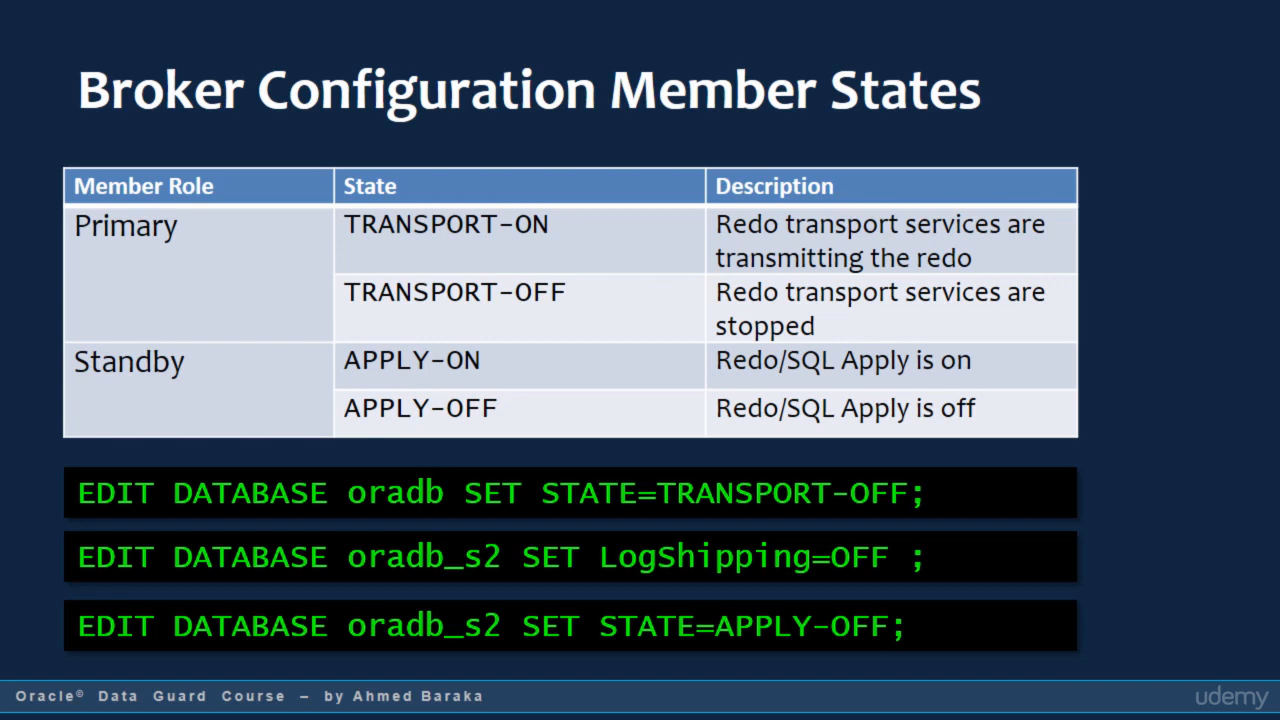 Broker Configuration Member States
Member Role State Description
Primary TRANSPORT-ON Redo transport services are
transmitting the redo
TRANSPORT-OFF Redo transport services are
stopped
Standby APPLY-ON Redo/SQL Apply is on
APPLY-OFF Redo/SQL Apply is off
EDIT DATABASE oradb SET STATE=TRANSPORT-OFF;
EDIT DATABASE oradb_s2 SET LogShipping=OFF ;
EDIT DATABASE oradb_s2 SET STATE=APPLY-OFF;
Oracle© Data Guard Course – by Ahmed Baraka
udemy